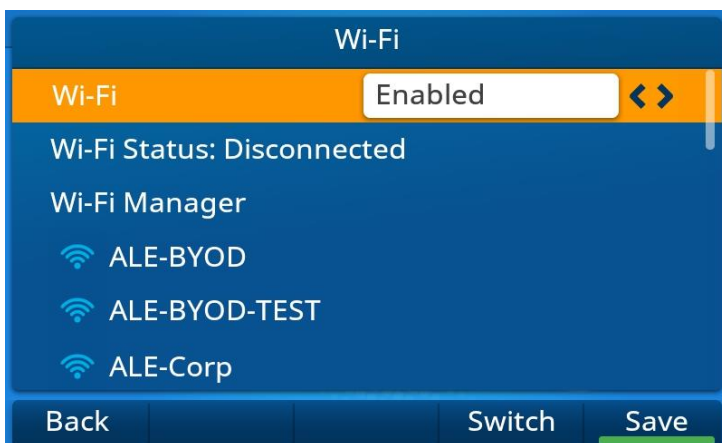 Wi-Fi
Wi-Fi Enabled
Wi-Fi Status: Disconnected
Wi-Fi Manager
ALE-BYOD
ALE-BYOD-TEST
ALE-Corp
Back Switch Save